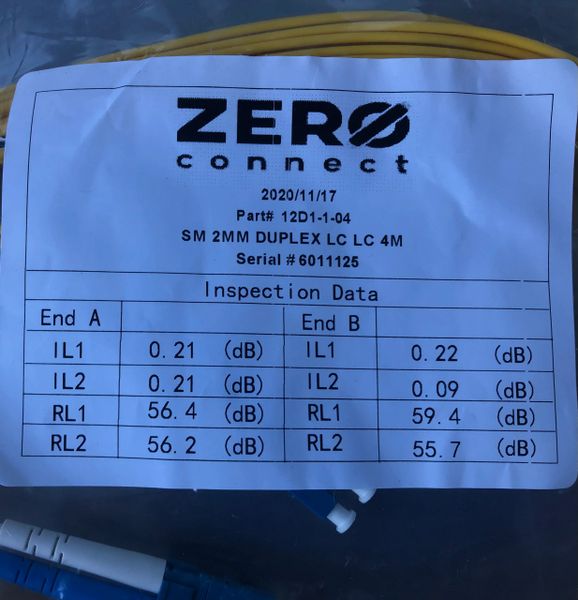 ZERO
connect
2020/11/17
Part# 12D1-1-04
SM 2MM DUPLEX LC LC 4M
Serial # 6011125
Inspection Data
End A End B
IL1 0.21 (dB) IL1 0.22 (dB)
IL2 0.21 (dB) IL2 0.09 (dB)
RL1 56.4 (dB) RL1 59.4 (dB)
RL2 56.2 (dB) RL2 55.7 (dB)